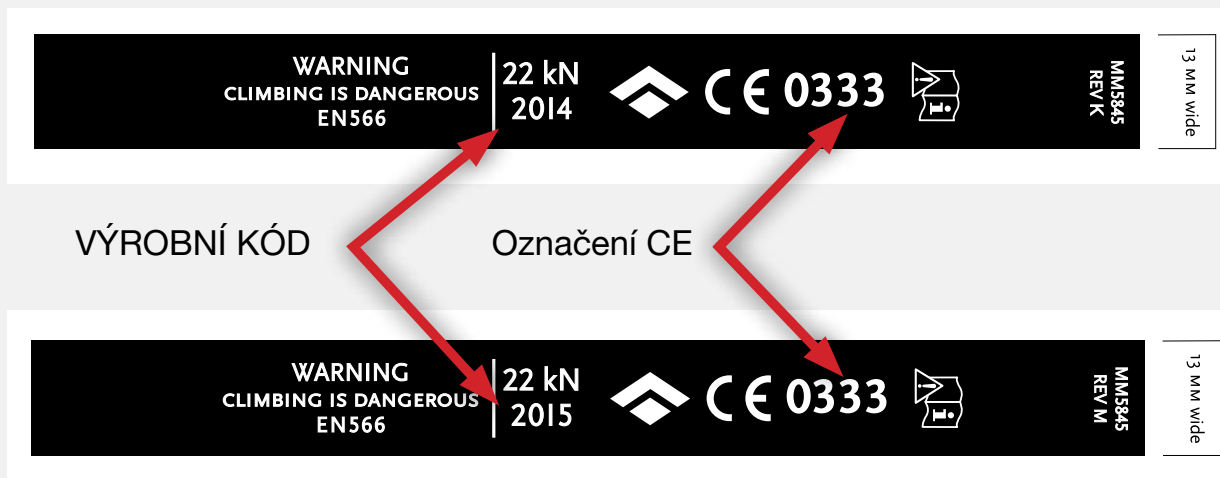 WARNING
CLIMBING IS DANGEROUS
EN566
22 kN
2014
CE 0333
i
MM5845
REV K
13 MM wide
VÝROBNÍ KÓD
Označení CE
WARNING
CLIMBING IS DANGEROUS
EN566
22 kN
2015
CE 0333
i
MM5845
REV M
13 MM wide